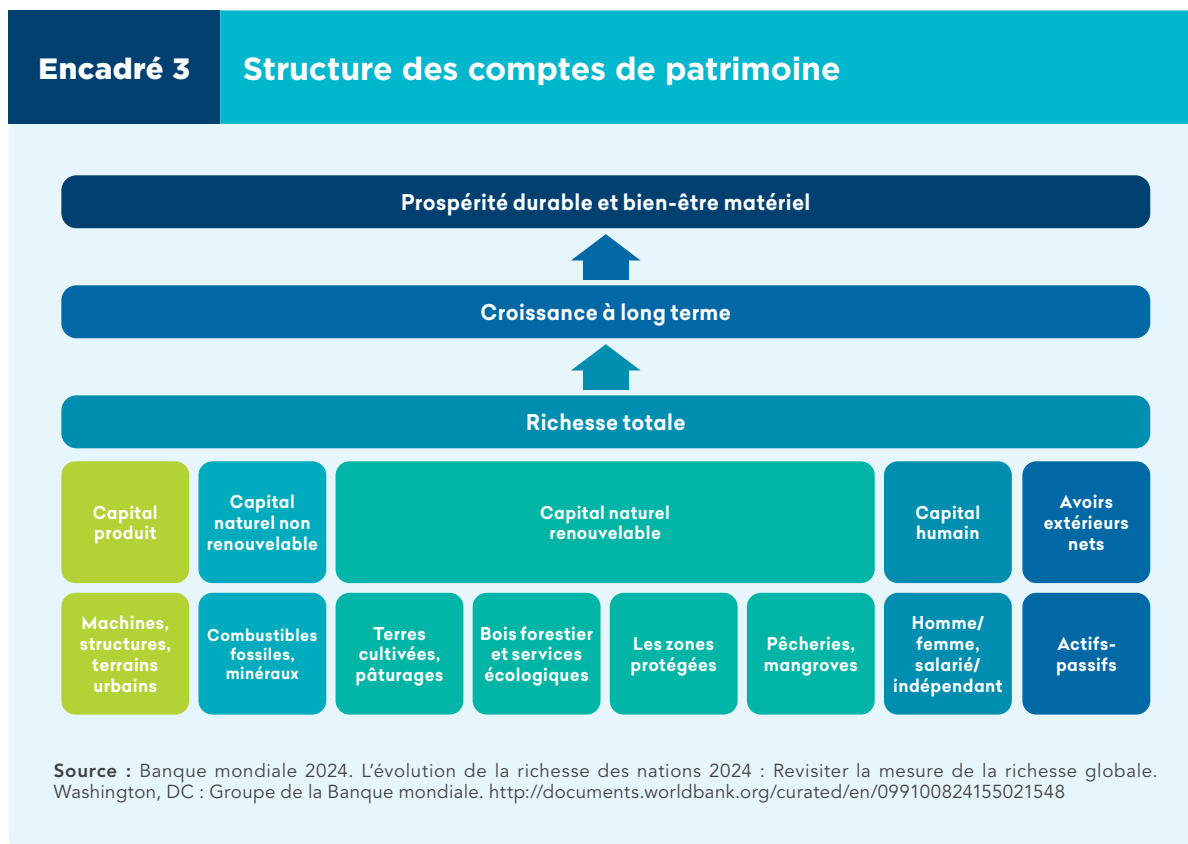 Encadré 3
Structure des comptes de patrimoine
Prospérité durable et bien-être matériel
Croissance à long terme
Richesse totale
Capital
produit
Capital
naturel non
renouvelable
Capital naturel
renouvelable
Capital
humain
Avoirs
extérieurs
nets
Machines,
structures,
terrains
urbains
Combustibles
fossiles,
minéraux
Terres
cultivées,
pâturages
Bois forestier
et services
écologiques
Les zones
protégées
Pêcheries,
mangroves
Homme/
femme,
salarié/
indépendant
Actifs-
passifs
Source : Banque mondiale 2024. L'évolution de la richesse des nations 2024 : Revisiter la mesure de la richesse globale.
Washington, DC : Groupe de la Banque mondiale. http://documents.worldbank.org/curated/en/099100824155021548